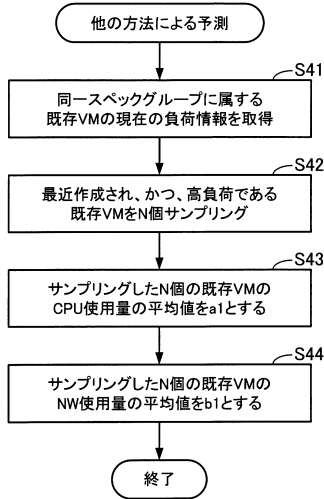 他の方法による予測
S41
同一スペックグループに属する
既存VMの現在の負荷情報を取得
S42
最近作成され、かつ、高負荷である
既存VMをN個サンプリング
S43
サンプリングしたN個の既存VMの
CPU使用量の平均値をa1とする
S44
サンプリングしたN個の既存VMの
NW使用量の平均値をb1とする
終了